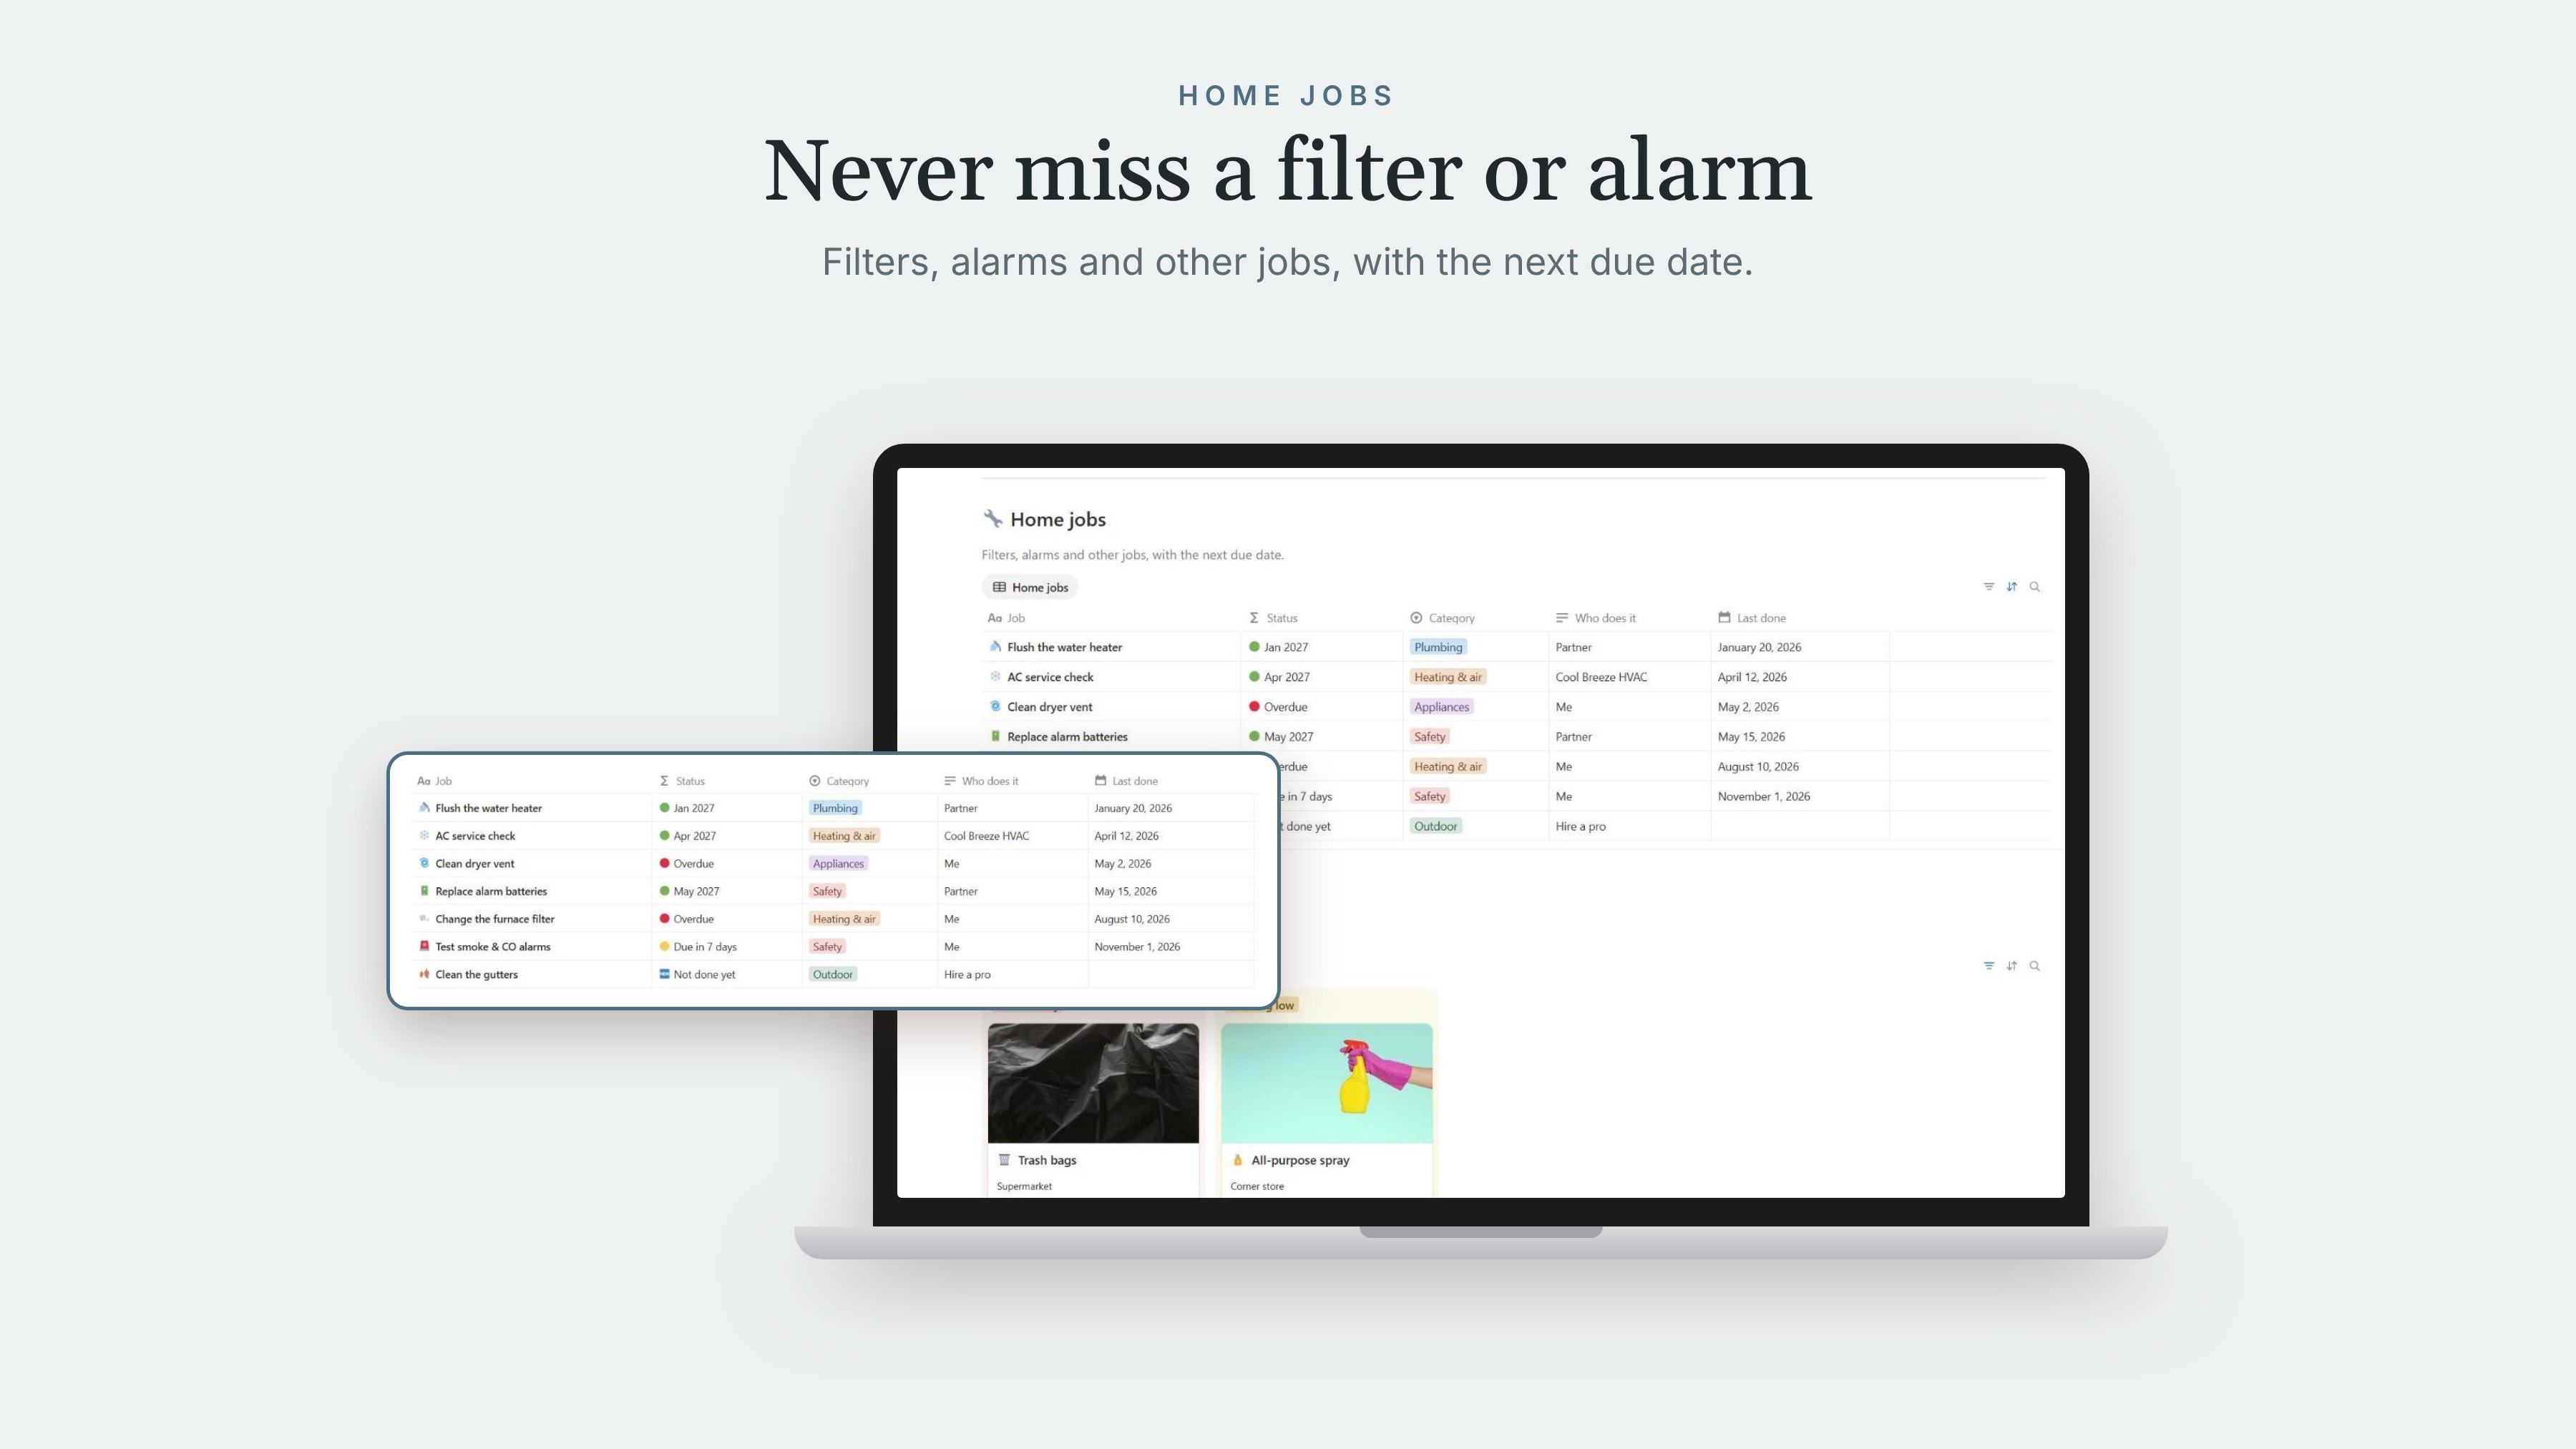 HOME JOBS
Never miss a filter or alarm
Filters, alarms and other jobs, with the next due date.
Home jobs
Filters, alarms and other jobs, with the next due date.
Home jobs
Aa Job Status Category Who does it Last done
Flush the water heater Jan 2027 Plumbing Partner January 20, 2026
AC service check Apr 2027 Heating & air Cool Breeze HVAC April 12, 2026
Clean dryer vent Overdue Appliances Me May 2, 2026
Replace alarm batteries May 2027 Safety Partner May 15, 2026
erdue Heating & air Me August 10, 2026
e in 7 days Safety Me November 1, 2026
t done yet Outdoor Hire a pro
Aa Job Status Category Who does it Last done
Flush the water heater Jan 2027 Plumbing Partner January 20, 2026
AC service check Apr 2027 Heating & air Cool Breeze HVAC April 12, 2026
Clean dryer vent Overdue Appliances Me May 2, 2026
Replace alarm batteries May 2027 Safety Partner May 15, 2026
Change the furnace filter Overdue Heating & air Me August 10, 2026
Test smoke & CO alarms Due in 7 days Safety Me November 1, 2026
Clean the gutters Not done yet Outdoor Hire a pro
low
Trash bags All-purpose spray
Supermarket Corner store